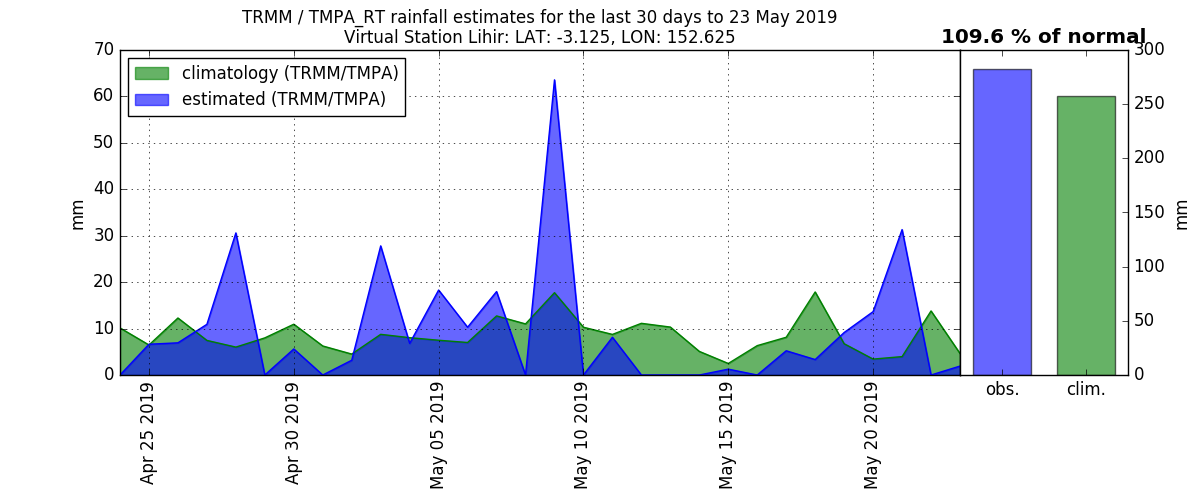 TRMM / TMPA_RT rainfall estimates for the last 30 days to 23 May 2019
Virtual Station Lihir: LAT: -3.125, LON: 152.625
109.6 % of normal
climatology (TRMM/TMPA)
estimated (TRMM/TMPA)
70
60
50
40
30
20
10
0
mm
Apr 25 2019
Apr 30 2019
May 05 2019
May 10 2019
May 15 2019
May 20 2019
300
250
200
150
100
50
0
mm
obs.
clim.